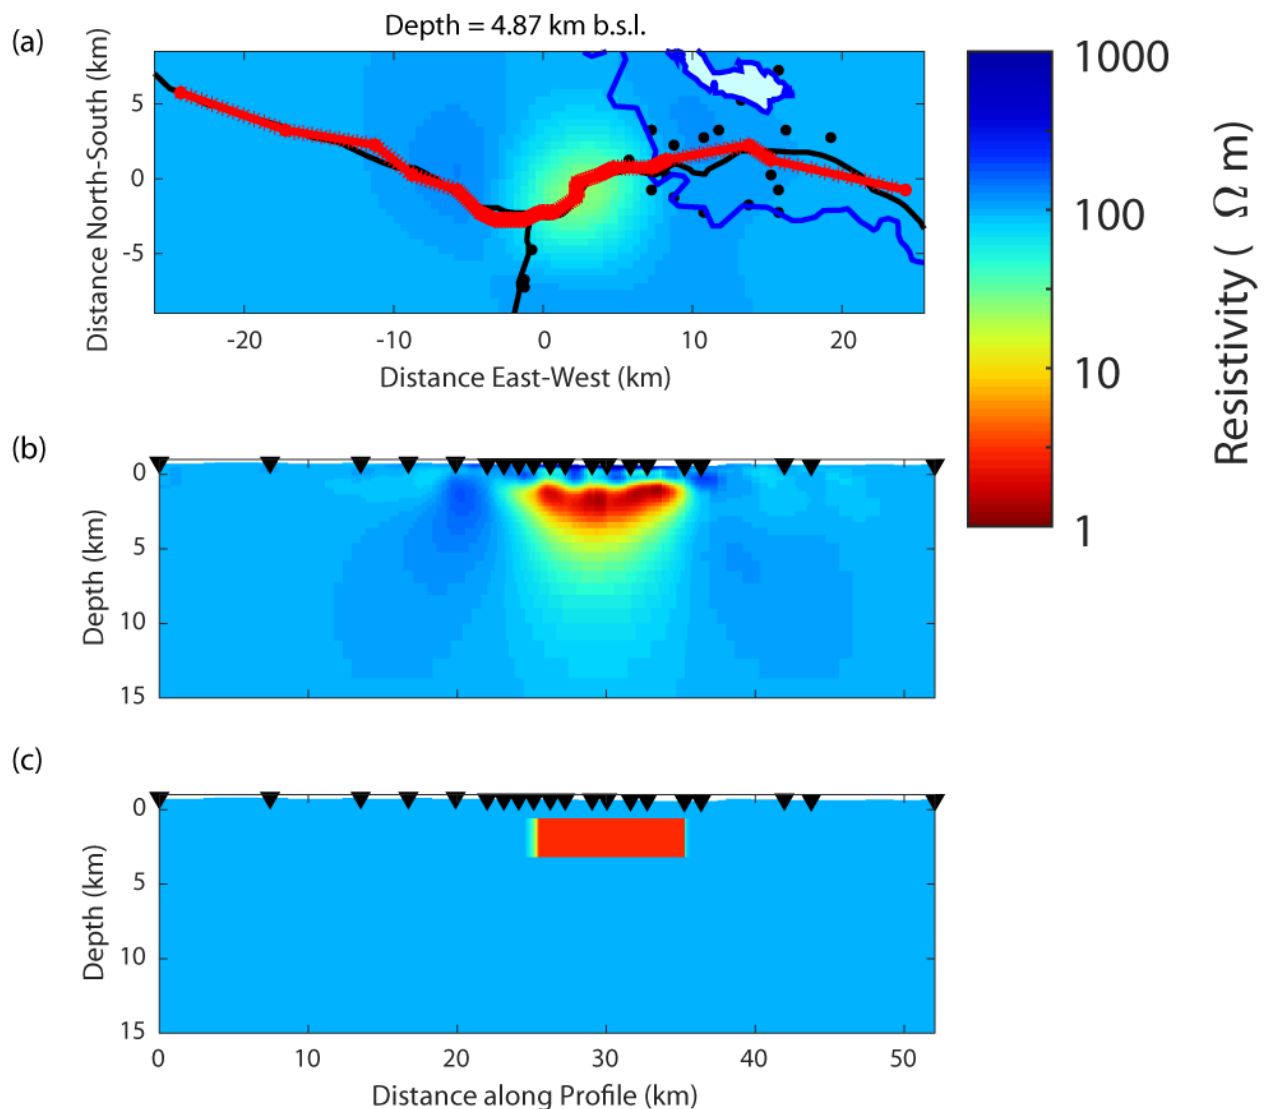 (a)
Depth = 4.87 km b.s.l.
Distance North-South (km)
5
0
-5
-20
-10
0
10
20
Distance East-West (km)
1000
100
10
1
Resistivity ( Ω m)
(b)
Depth (km)
0
5
10
15
(c)
Depth (km)
0
5
10
15
0
10
20
30
40
50
Distance along Profile (km)